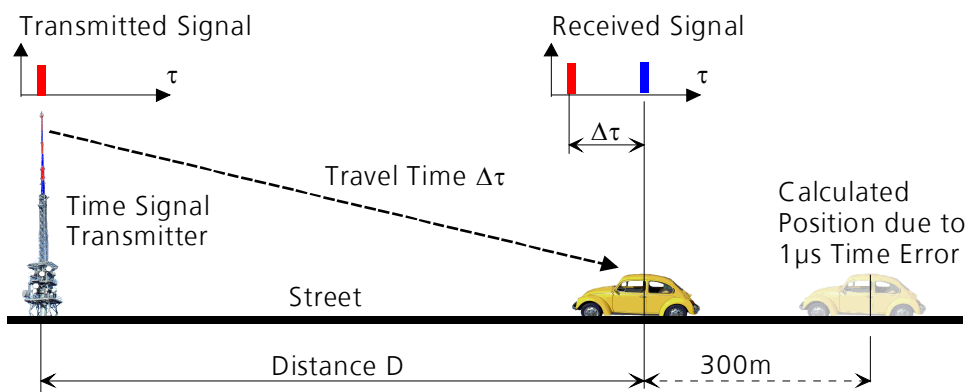 Transmitted Signal
τ
Received Signal
τ
Δτ
Travel Time Δτ
Time Signal
Transmitter
Calculated
Position due to
1µs Time Error
Street
Distance D
300m